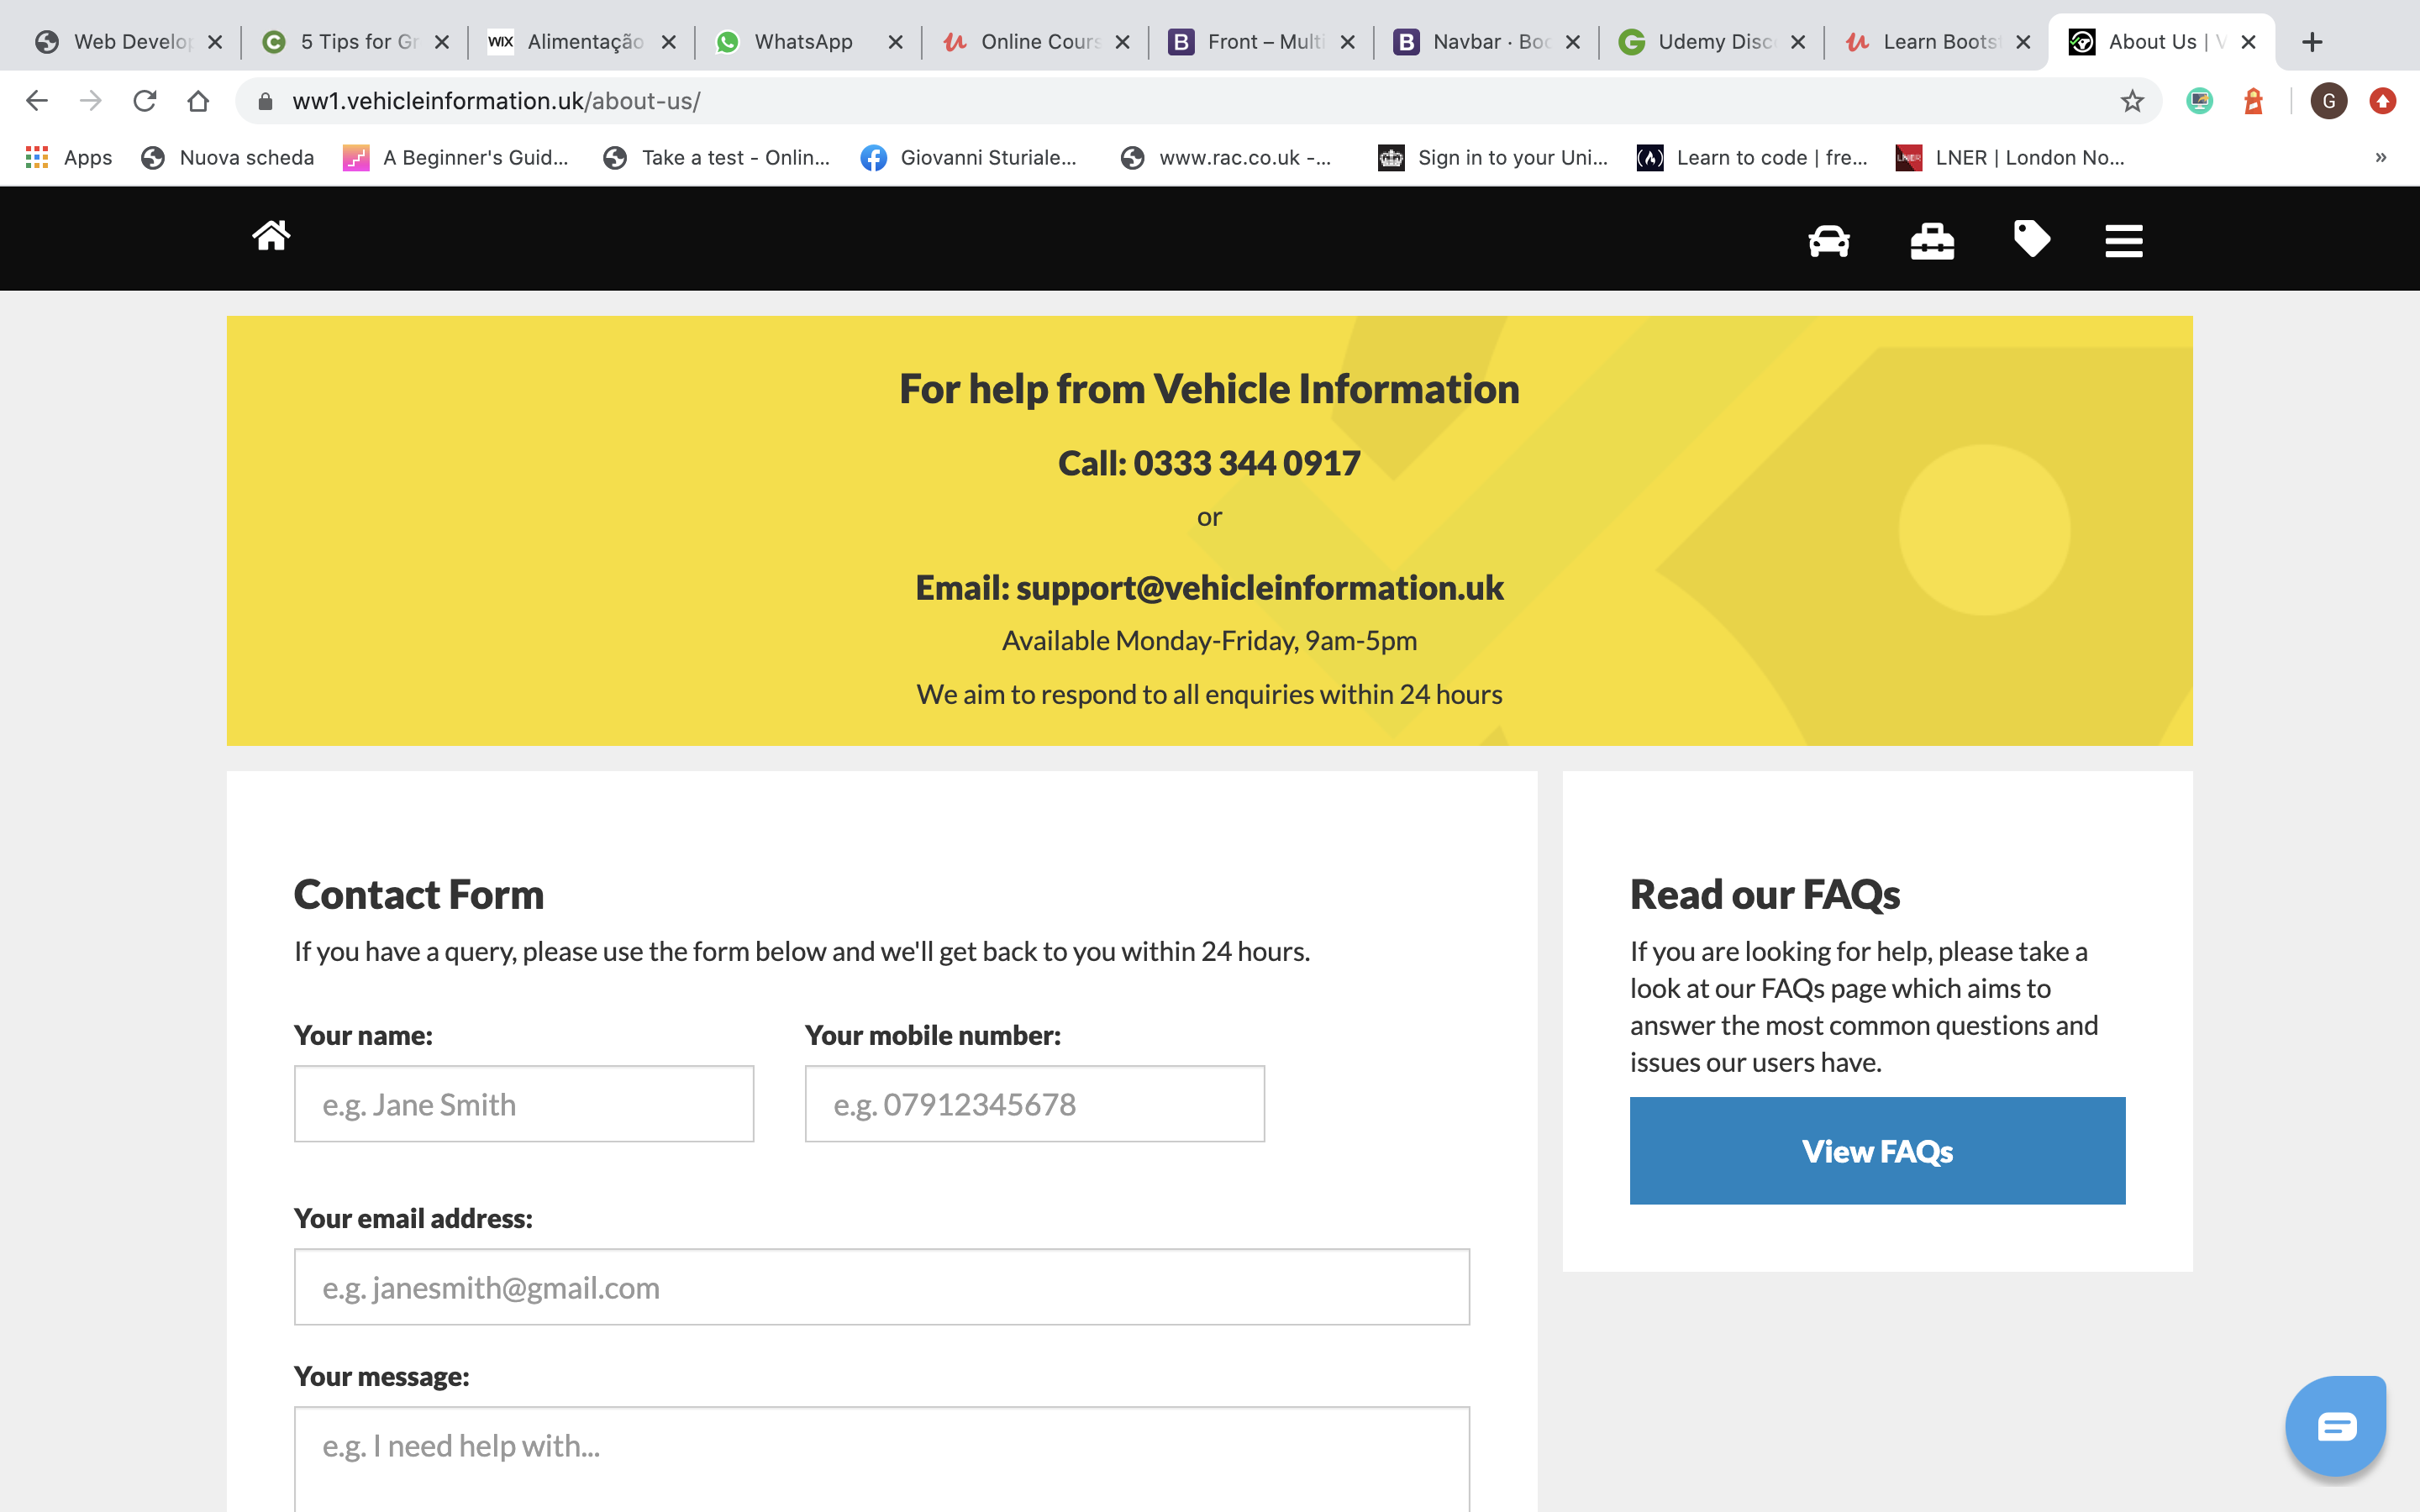 Web Develop
5 Tips for Gr
WIX
Alimentação
WhatsApp
Online Cours
B
Front – Multi
B
Navbar · Boo
Udemy Disc
Learn Boots
About Us |
ww1.vehicleinformation.uk/about-us/
G
Apps
Nuova scheda
A Beginner's Guid...
Take a test - Onlin...
Giovanni Sturiale...
www.rac.co.uk -...
Sign in to your Uni...
Learn to code | fre...
LNER
LNER | London No...
»
For help from Vehicle Information
Call: 0333 344 0917
or
Email: support@vehicleinformation.uk
Available Monday-Friday, 9am-5pm
We aim to respond to all enquiries within 24 hours
Contact Form
If you have a query, please use the form below and we'll get back to you within 24 hours.
Your name:
Your mobile number:
e.g. Jane Smith
e.g. 07912345678
Your email address:
e.g. janesmith@gmail.com
Your message:
e.g. I need help with...
Read our FAQs
If you are looking for help, please take a
look at our FAQs page which aims to
answer the most common questions and
issues our users have.
View FAQs